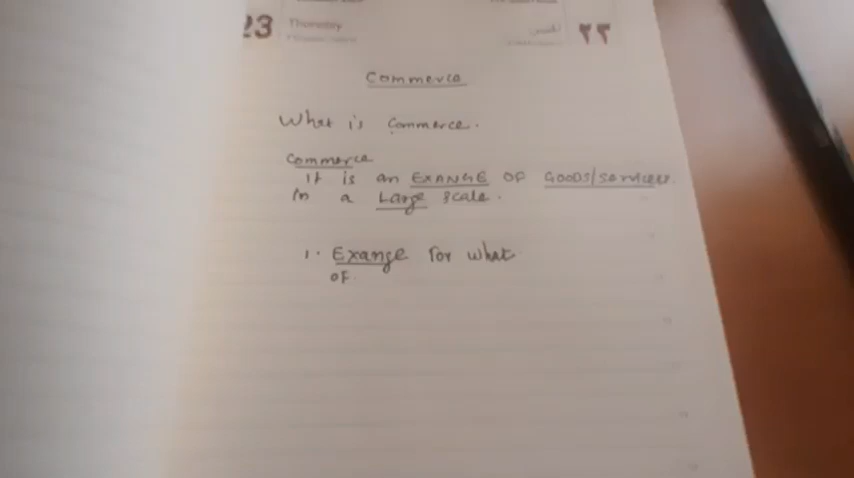 23 Thursday ٢٢
Commerce
What is Commerce.
Commerce
It is an EXANGE OF GOODS/services.
In a Large scale.
1. Exange for what
OF.